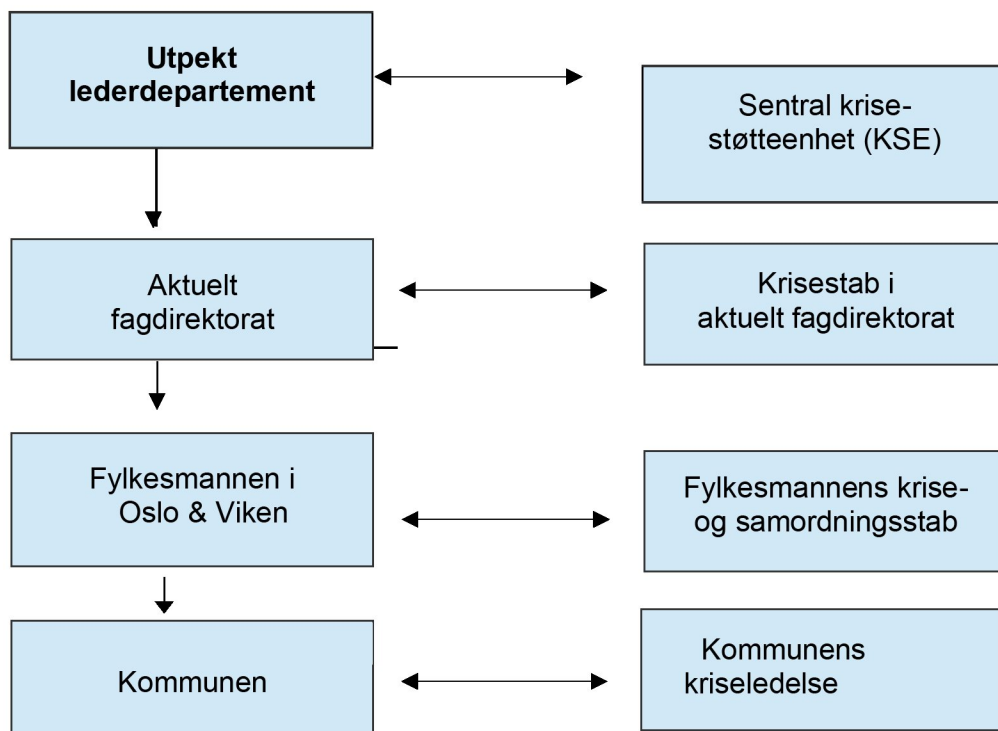 Utpekt
lederdepartement
Sentral krise-
støtteenhet (KSE)
Aktuelt
fagdirektorat
Krisestab i
aktuelt fagdirektorat
Fylkesmannen i
Oslo & Viken
Fylkesmannens krise-
og samordningsstab
Kommunen
Kommunens
kriseledelse